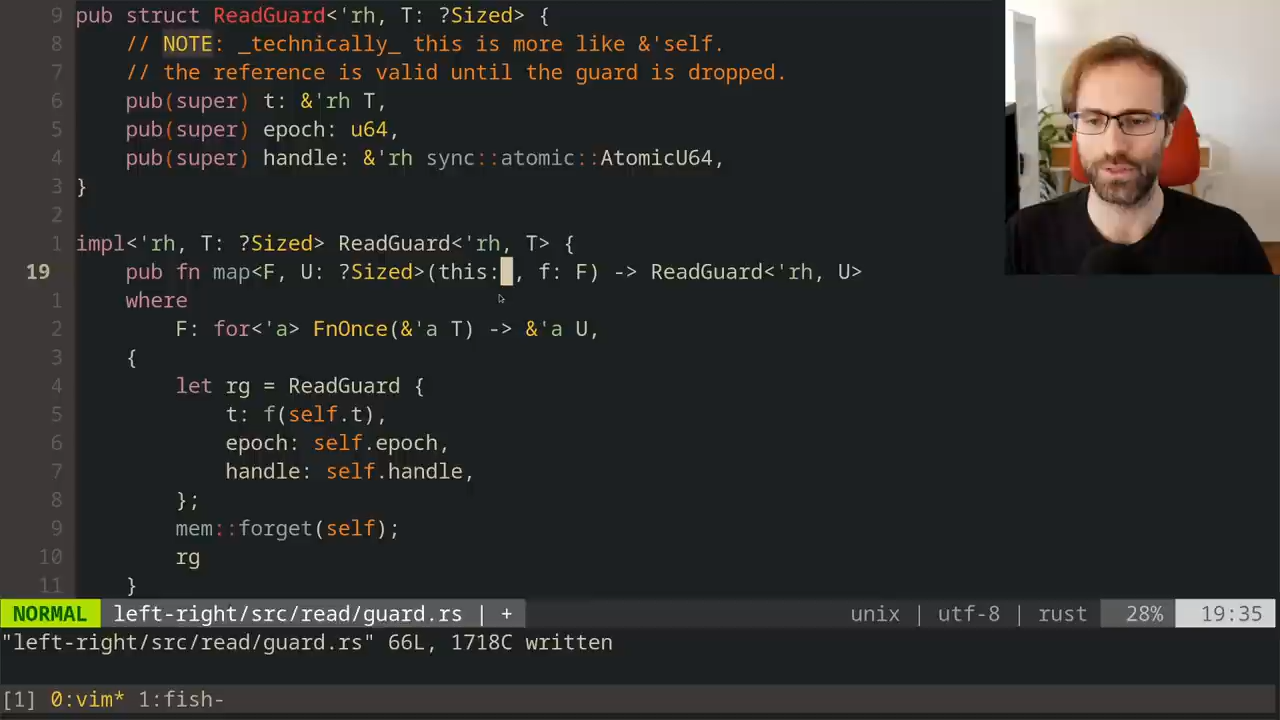 9 pub struct ReadGuard<'rh, T: ?Sized> {
8 // NOTE: _technically_ this is more like &'self.
7 // the reference is valid until the guard is dropped.
6 pub(super) t: &'rh T,
5 pub(super) epoch: u64,
4 pub(super) handle: &'rh sync::atomic::AtomicU64,
3 }
2
1 impl<'rh, T: ?Sized> ReadGuard<'rh, T> {
19 pub fn map<F, U: ?Sized>(this: , f: F) -> ReadGuard<'rh, U>
1 where
2 F: for<'a> FnOnce(&'a T) -> &'a U,
3 {
4 let rg = ReadGuard {
5 t: f(self.t),
6 epoch: self.epoch,
7 handle: self.handle,
8 };
9 mem::forget(self);
10 rg
11 }
NORMAL left-right/src/read/guard.rs | + unix | utf-8 | rust 28% 19:35
"left-right/src/read/guard.rs" 66L, 1718C written
[1] 0:vim* 1:fish-